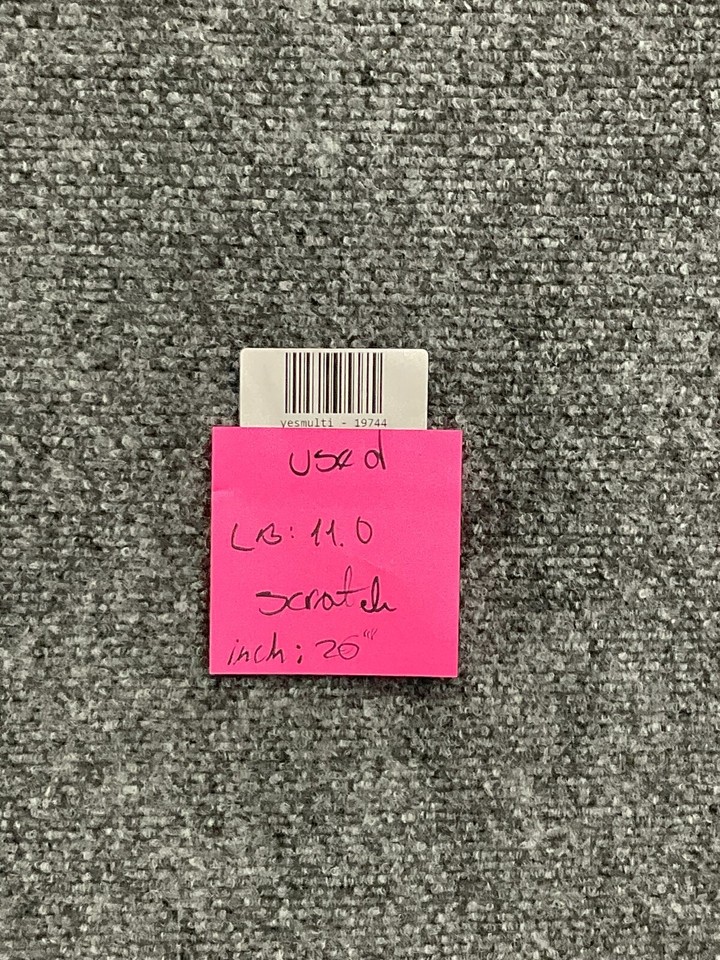 yesmulti - 19744
used
LB: 11.0
scratch
inch: 26"